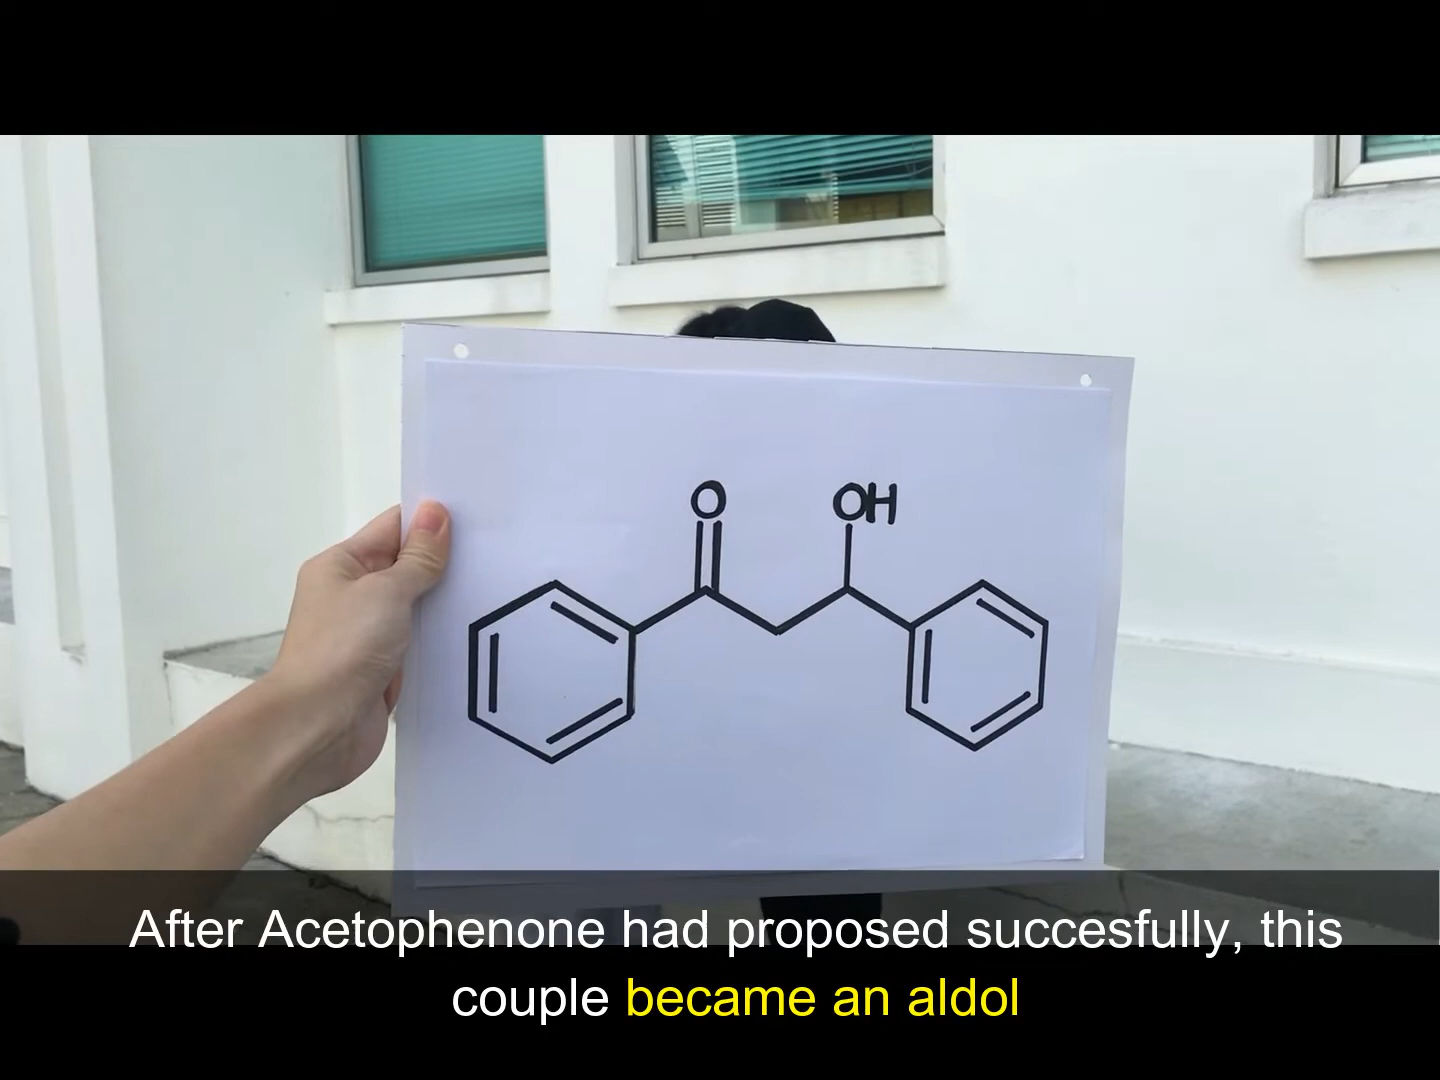 O OH
After Acetophenone had proposed succesfully, this
couple became an aldol